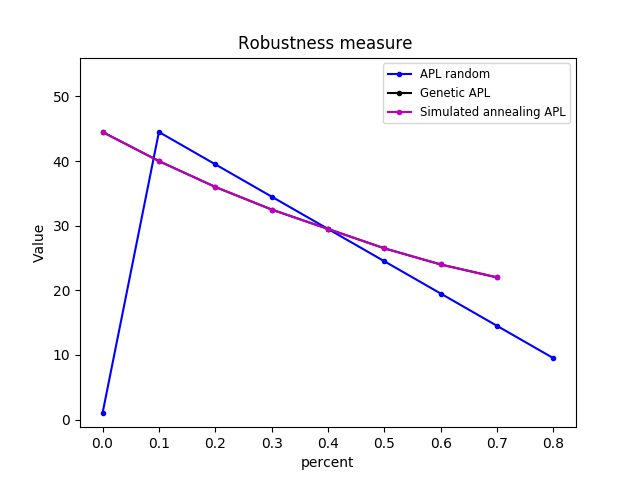 Robustness measure
APL random
Genetic APL
Simulated annealing APL
Value
50
40
30
20
10
0
0.0 0.1 0.2 0.3 0.4 0.5 0.6 0.7 0.8
percent